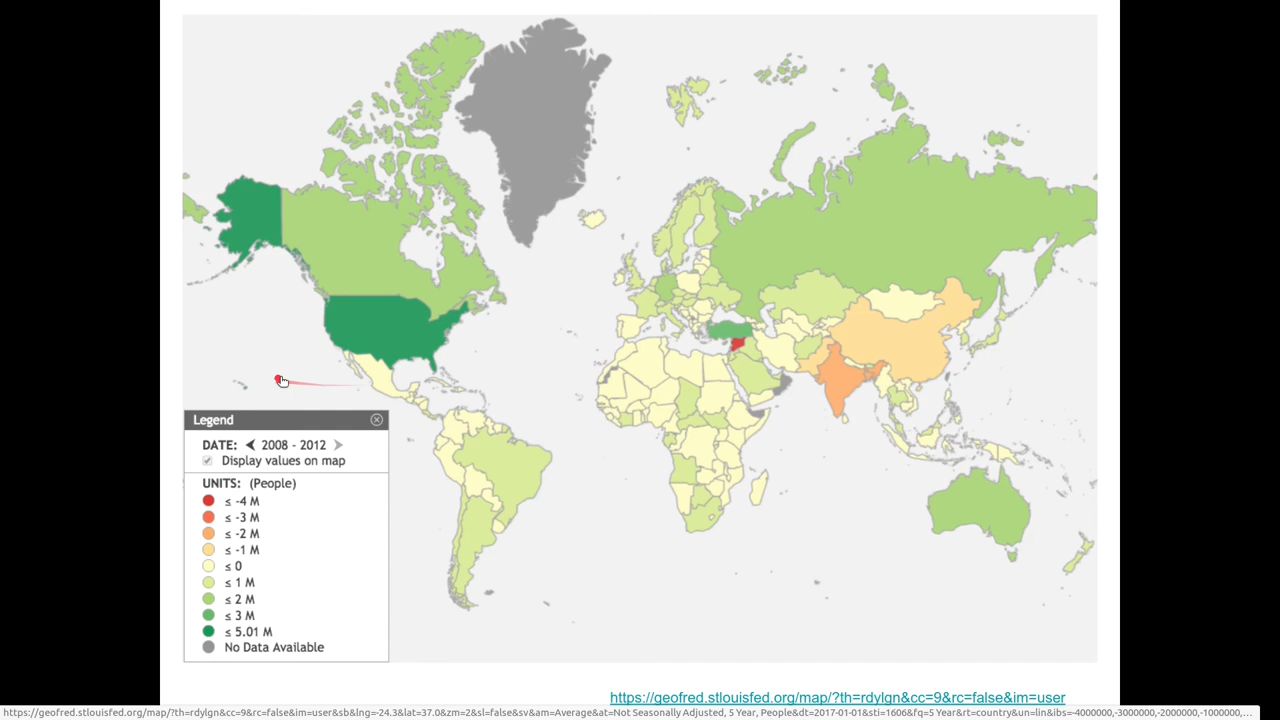 Legend
DATE: 2008 - 2012
Display values on map
UNITS: (People)
≤ -4 M
≤ -3 M
≤ -2 M
≤ -1 M
≤ 0
≤ 1 M
≤ 2 M
≤ 3 M
≤ 5.01 M
No Data Available
https://geofred.stlouisfed.org/map/?th=rdylgn&cc=9&rc=false&im=user
https://geofred.stlouisfed.org/map/?th=rdylgn&cc=9&rc=false&im=user&sb&lng=-24.3&lat=37.0&zm=2&sl=false&sv&am=Average&at=Not Seasonally Adjusted, 5 Year, People&dt=2017-01-01&sti=1606&fq=5 Year&rt=country&un=lin&ibs=-4000000,-3000000,-2000000,-1000000,...